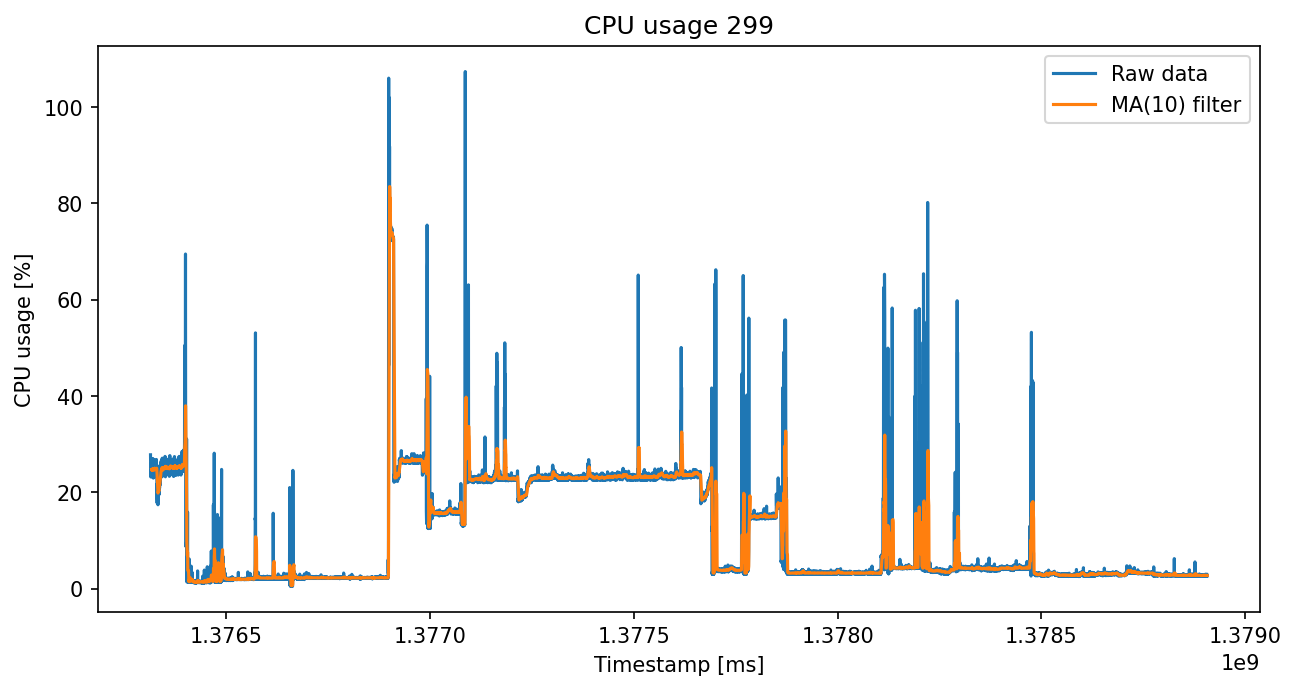 CPU usage 299
Raw data
MA(10) filter
CPU usage [%]
100
80
60
40
20
0
1.3765 1.3770 1.3775 1.3780 1.3785 1.3790
1e9
Timestamp [ms]